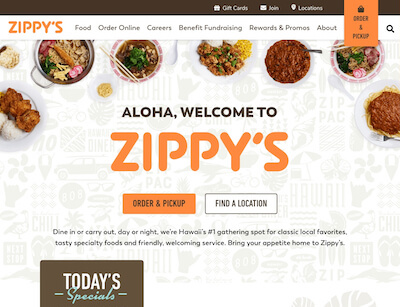 Gift Cards Join Locations
ORDER
&
PICKUP
ZIPPY'S Food Order Online Careers Benefit Fundraising Rewards & Promos About
ALOHA, WELCOME TO
ZIPPY'S
ORDER & PICKUP FIND A LOCATION
Dine in or carry out, day or night, we're Hawaii's #1 gathering spot for classic local favorites,
tasty specialty foods and friendly, welcoming service. Bring your appetite home to Zippy's.
TODAY'S
Specials